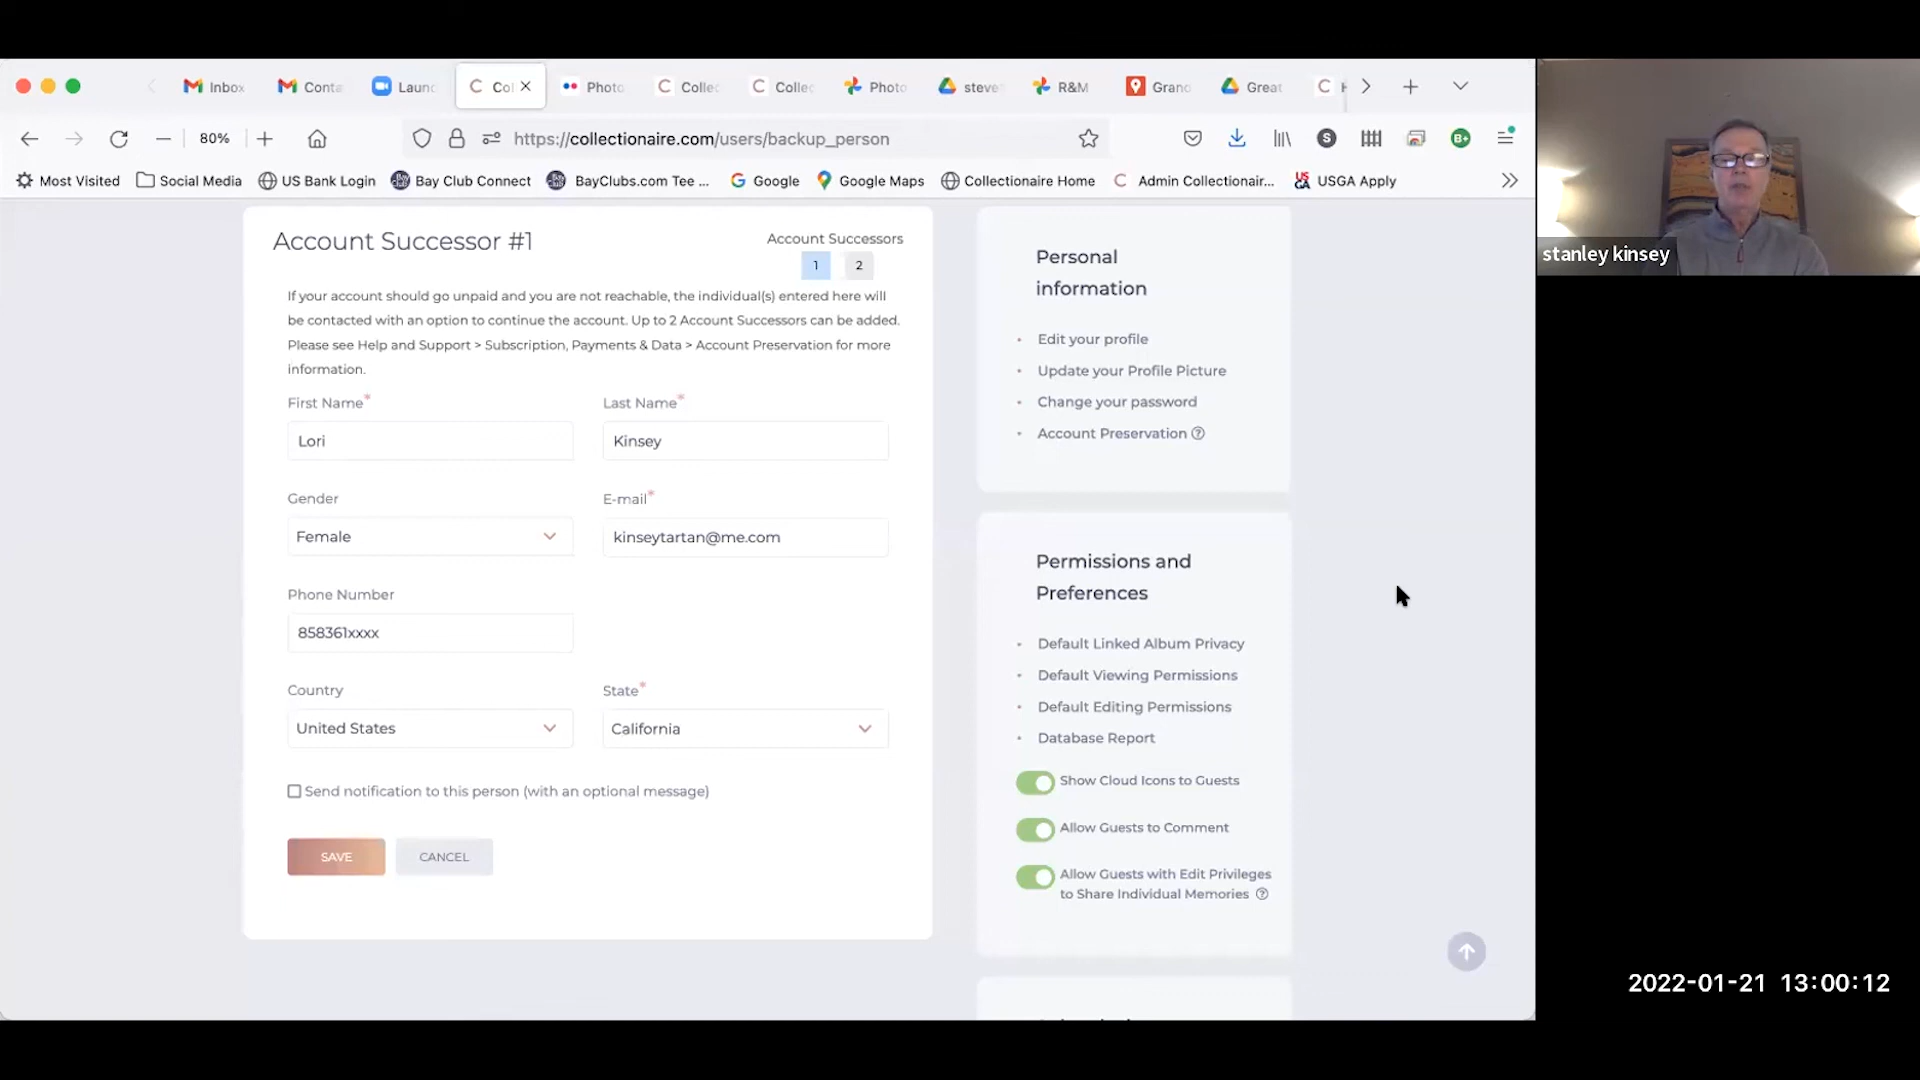 Inbox
Conta
Laun
Col
Photo
Collec
Collec
Photo
steve
R&M
Grand
Great
80%
https://collectionaire.com/users/backup_person
Most Visited
Social Media
US Bank Login
Bay Club Connect
BayClubs.com Tee ...
Google
Google Maps
Collectionaire Home
Admin Collectionair...
USGA Apply
stanley kinsey
Account Successor #1
Account Successors
1 2
If your account should go unpaid and you are not reachable, the individual(s) entered here will
be contacted with an option to continue the account. Up to 2 Account Successors can be added.
Please see Help and Support > Subscription, Payments & Data > Account Preservation for more
information.
First Name*
Last Name*
Lori
Kinsey
Gender
E-mail*
Female
kinseytartan@me.com
Phone Number
858361xxxx
Country
State*
United States
California
Send notification to this person (with an optional message)
SAVE
CANCEL
Personal
information
Edit your profile
Update your Profile Picture
Change your password
Account Preservation
Permissions and
Preferences
Default Linked Album Privacy
Default Viewing Permissions
Default Editing Permissions
Database Report
Show Cloud Icons to Guests
Allow Guests to Comment
Allow Guests with Edit Privileges
to Share Individual Memories
2022-01-21 13:00:12